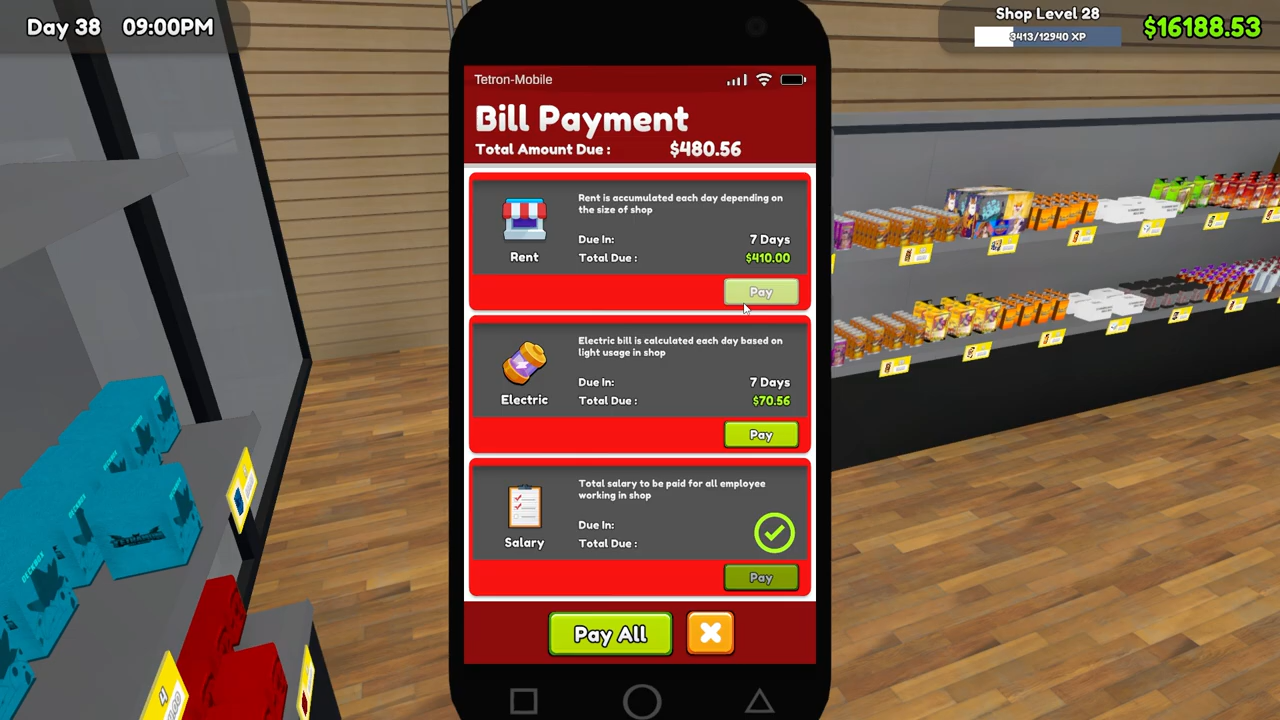 Day 38 09:00PM
Shop Level 28
3413/12940 XP
$16188.53
Tetron-Mobile
Bill Payment
Total Amount Due : $480.56
Rent is accumulated each day depending on
the size of shop
Due In: 7 Days
Total Due : $410.00
Rent
Pay
Electric bill is calculated each day based on
light usage in shop
Due In: 7 Days
Total Due : $70.56
Electric
Pay
Total salary to be paid for all employee
working in shop
Due In:
Total Due :
Salary
Pay
Pay All